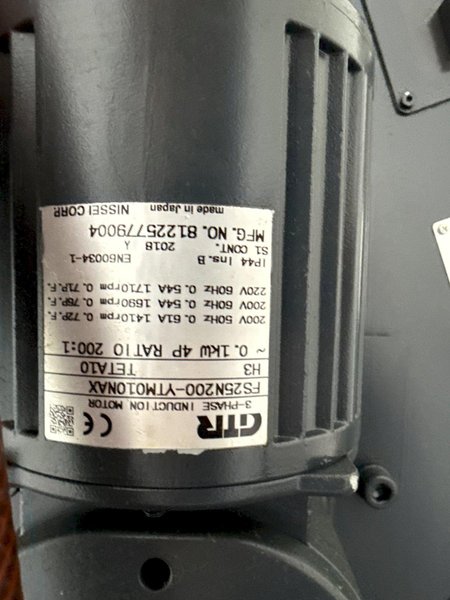 GTR
3-PHASE INDUCTION MOTOR
CE
FS25N200-YTM010NAX
H3 TETA10
~ 0.1kW 4P RATIO 200:1
200V 50Hz 0.61A 1410rpm 0.72P.F.
200V 60Hz 0.54A 1690rpm 0.76P.F.
220V 60Hz 0.54A 1710rpm 0.71P.F.
IP44 Ins.B EN60034-1
S1 CONT. 2018 Y
MFG. NO. 81225779004
NISSEI CORP. made in Japan